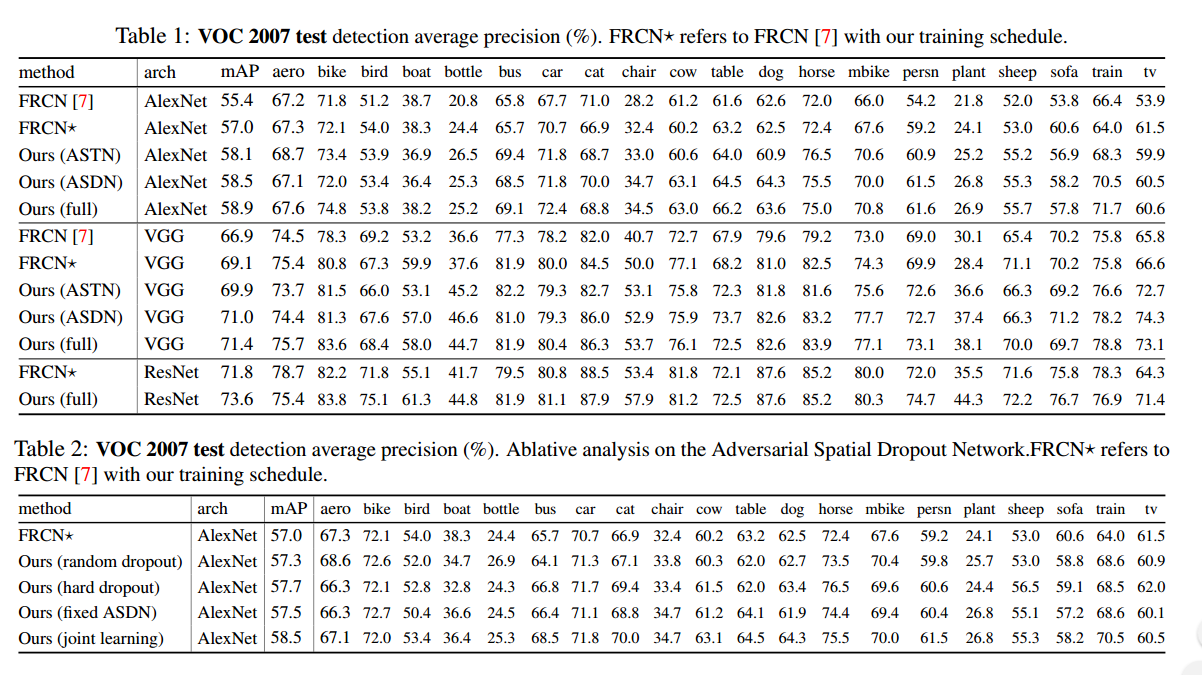 Table 1: VOC 2007 test detection average precision (%). FRCN⋆ refers to FRCN [7] with our training schedule.
method arch mAP aero bike bird boat bottle bus car cat chair cow table dog horse mbike persn plant sheep sofa train tv
FRCN [7] AlexNet 55.4 67.2 71.8 51.2 38.7 20.8 65.8 67.7 71.0 28.2 61.2 61.6 62.6 72.0 66.0 54.2 21.8 52.0 53.8 66.4 53.9
FRCN⋆ AlexNet 57.0 67.3 72.1 54.0 38.3 24.4 65.7 70.7 66.9 32.4 60.2 63.2 62.5 72.4 67.6 59.2 24.1 53.0 60.6 64.0 61.5
Ours (ASTN) AlexNet 58.1 68.7 73.4 53.9 36.9 26.5 69.4 71.8 68.7 33.0 60.6 64.0 60.9 76.5 70.6 60.9 25.2 55.2 56.9 68.3 59.9
Ours (ASDN) AlexNet 58.5 67.1 72.0 53.4 36.4 25.3 68.5 71.8 70.0 34.7 63.1 64.5 64.3 75.5 70.0 61.5 26.8 55.3 58.2 70.5 60.5
Ours (full) AlexNet 58.9 67.6 74.8 53.8 38.2 25.2 69.1 72.4 68.8 34.5 63.0 66.2 63.6 75.0 70.8 61.6 26.9 55.7 57.8 71.7 60.6
FRCN [7] VGG 66.9 74.5 78.3 69.2 53.2 36.6 77.3 78.2 82.0 40.7 72.7 67.9 79.6 79.2 73.0 69.0 30.1 65.4 70.2 75.8 65.8
FRCN⋆ VGG 69.1 75.4 80.8 67.3 59.9 37.6 81.9 80.0 84.5 50.0 77.1 68.2 81.0 82.5 74.3 69.9 28.4 71.1 70.2 75.8 66.6
Ours (ASTN) VGG 69.9 73.7 81.5 66.0 53.1 45.2 82.2 79.3 82.7 53.1 75.8 72.3 81.8 81.6 75.6 72.6 36.6 66.3 69.2 76.6 72.7
Ours (ASDN) VGG 71.0 74.4 81.3 67.6 57.0 46.6 81.0 79.3 86.0 52.9 75.9 73.7 82.6 83.2 77.7 72.7 37.4 66.3 71.2 78.2 74.3
Ours (full) VGG 71.4 75.7 83.6 68.4 58.0 44.7 81.9 80.4 86.3 53.7 76.1 72.5 82.6 83.9 77.1 73.1 38.1 70.0 69.7 78.8 73.1
FRCN⋆ ResNet 71.8 78.7 82.2 71.8 55.1 41.7 79.5 80.8 88.5 53.4 81.8 72.1 87.6 85.2 80.0 72.0 35.5 71.6 75.8 78.3 64.3
Ours (full) ResNet 73.6 75.4 83.8 75.1 61.3 44.8 81.9 81.1 87.9 57.9 81.2 72.5 87.6 85.2 80.3 74.7 44.3 72.2 76.7 76.9 71.4
Table 2: VOC 2007 test detection average precision (%). Ablative analysis on the Adversarial Spatial Dropout Network.FRCN⋆ refers to
FRCN [7] with our training schedule.
method arch mAP aero bike bird boat bottle bus car cat chair cow table dog horse mbike persn plant sheep sofa train tv
FRCN⋆ AlexNet 57.0 67.3 72.1 54.0 38.3 24.4 65.7 70.7 66.9 32.4 60.2 63.2 62.5 72.4 67.6 59.2 24.1 53.0 60.6 64.0 61.5
Ours (random dropout) AlexNet 57.3 68.6 72.6 52.0 34.7 26.9 64.1 71.3 67.1 33.8 60.3 62.0 62.7 73.5 70.4 59.8 25.7 53.0 58.8 68.6 60.9
Ours (hard dropout) AlexNet 57.7 66.3 72.1 52.8 32.8 24.3 66.8 71.7 69.4 33.4 61.5 62.0 63.4 76.5 69.6 60.6 24.4 56.5 59.1 68.5 62.0
Ours (fixed ASDN) AlexNet 57.5 66.3 72.7 50.4 36.6 24.5 66.4 71.1 68.8 34.7 61.2 64.1 61.9 74.4 69.4 60.4 26.8 55.1 57.2 68.6 60.1
Ours (joint learning) AlexNet 58.5 67.1 72.0 53.4 36.4 25.3 68.5 71.8 70.0 34.7 63.1 64.5 64.3 75.5 70.0 61.5 26.8 55.3 58.2 70.5 60.5